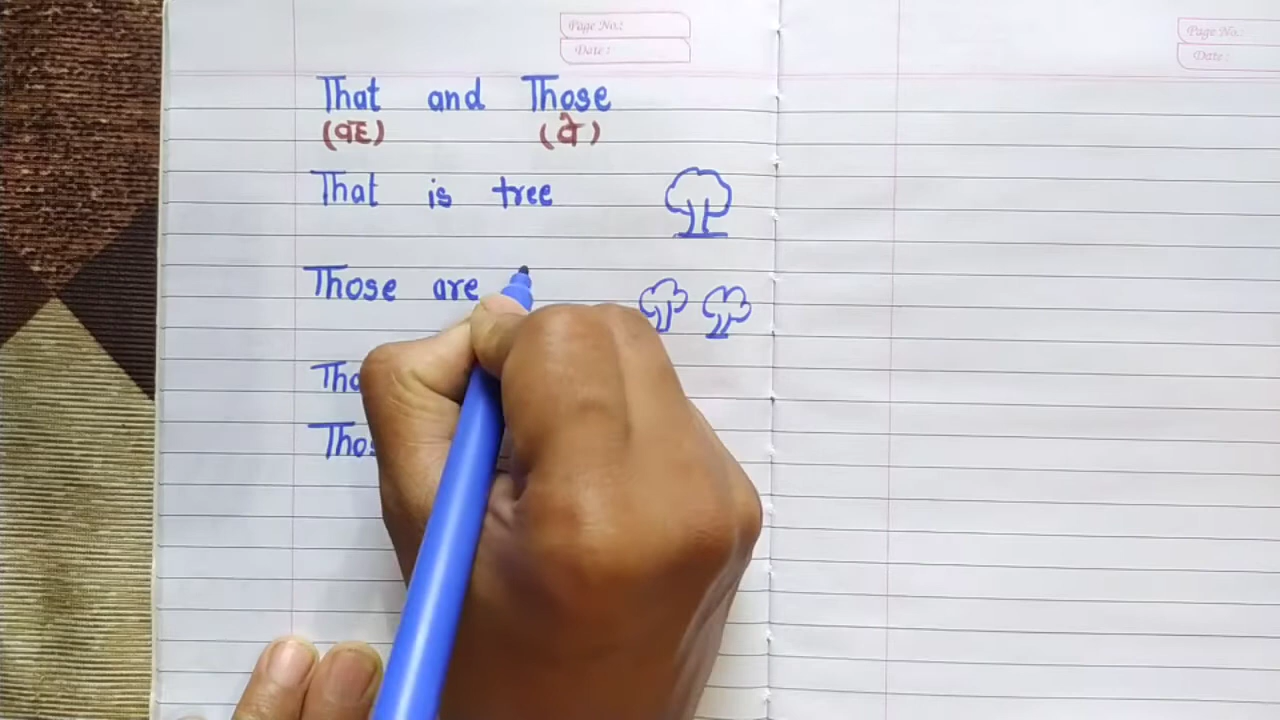 Page No.:
Date:
Page No.:
Date:
That and Those
(वह) (वे)
That is tree
Those are